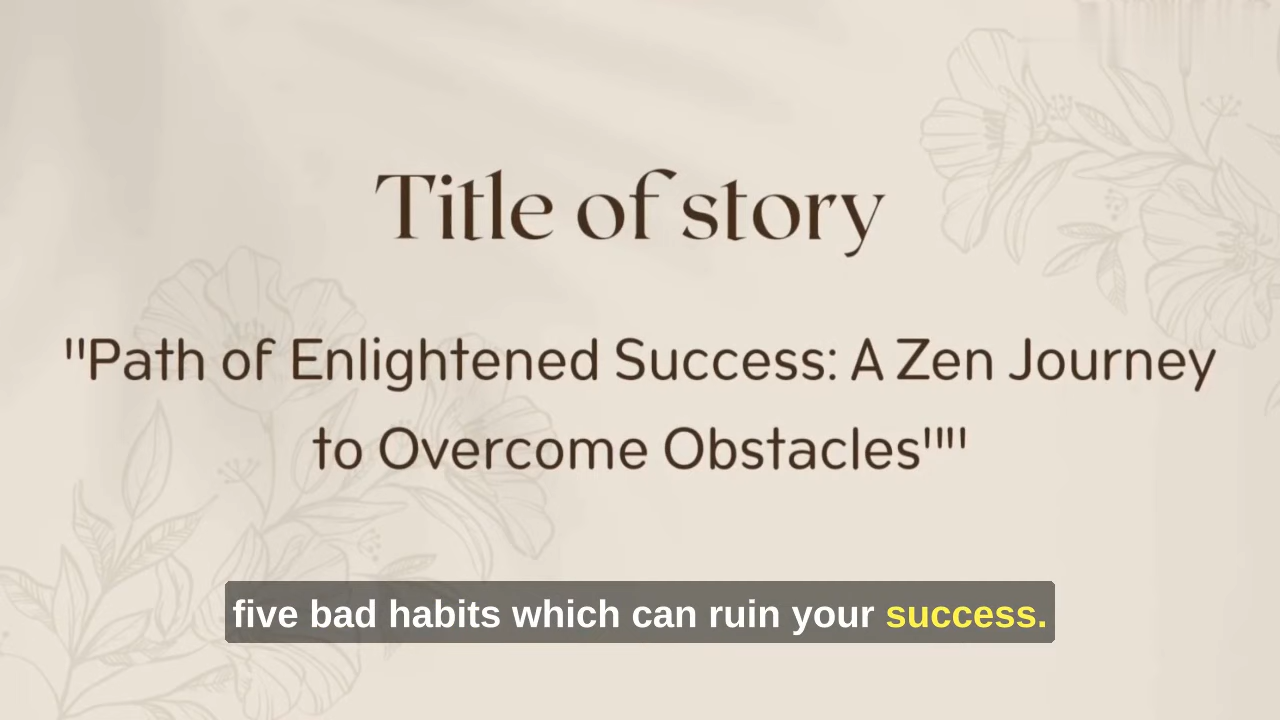 Title of story
"Path of Enlightened Success: A Zen Journey
to Overcome Obstacles'""
five bad habits which can ruin your success.